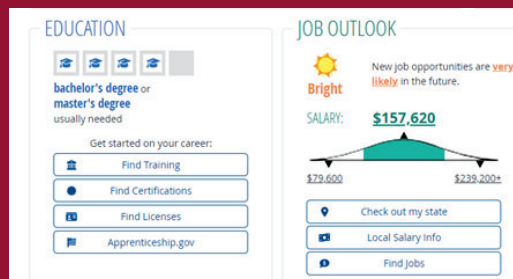 EDUCATION
bachelor's degree or
master's degree
usually needed
Get started on your career:
Find Training
Find Certifications
Find Licenses
Apprenticeship.gov
JOB OUTLOOK
Bright
New job opportunities are very
likely in the future.
SALARY: $157,620
$79,600 $239,200+
Check out my state
Local Salary Info
Find Jobs